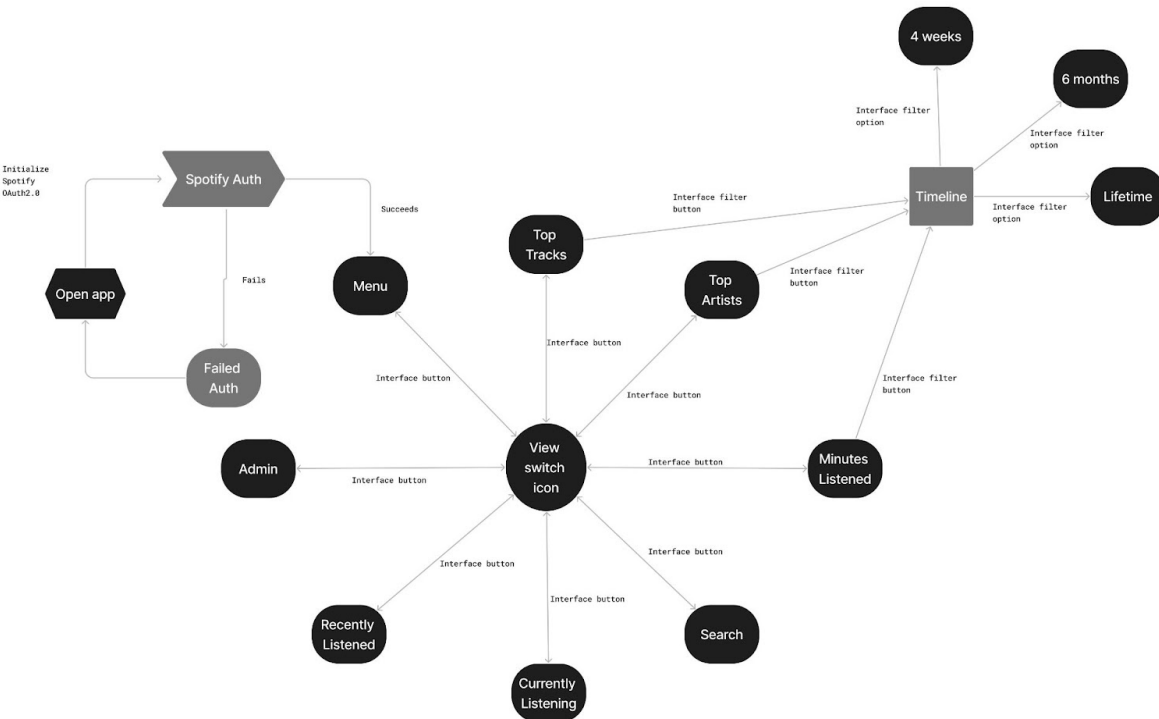 4 weeks
6 months
Interface filter
option
Interface filter
option
Initialize
Spotify
OAuth2.0
Spotify Auth
Succeeds
Interface filter
button
Timeline
Interface filter
option
Lifetime
Top
Tracks
Fails
Open app
Menu
Top
Artists
Interface filter
button
Failed
Auth
Interface button
Interface button
Interface button
Interface filter
button
Admin
Interface button
View
switch
icon
Interface button
Minutes
Listened
Interface button
Interface button
Interface button
Recently
Listened
Search
Currently
Listening